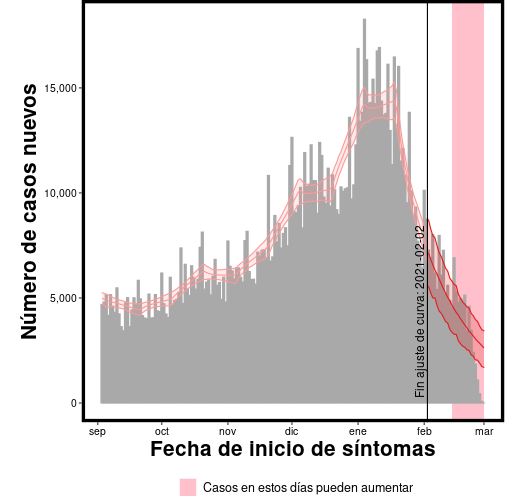 Número de casos nuevos
15,000
10,000
5,000
0
Fin ajuste de curva: 2021-02-02
sep oct nov dic ene feb mar
Fecha de inicio de síntomas
Casos en estos días pueden aumentar